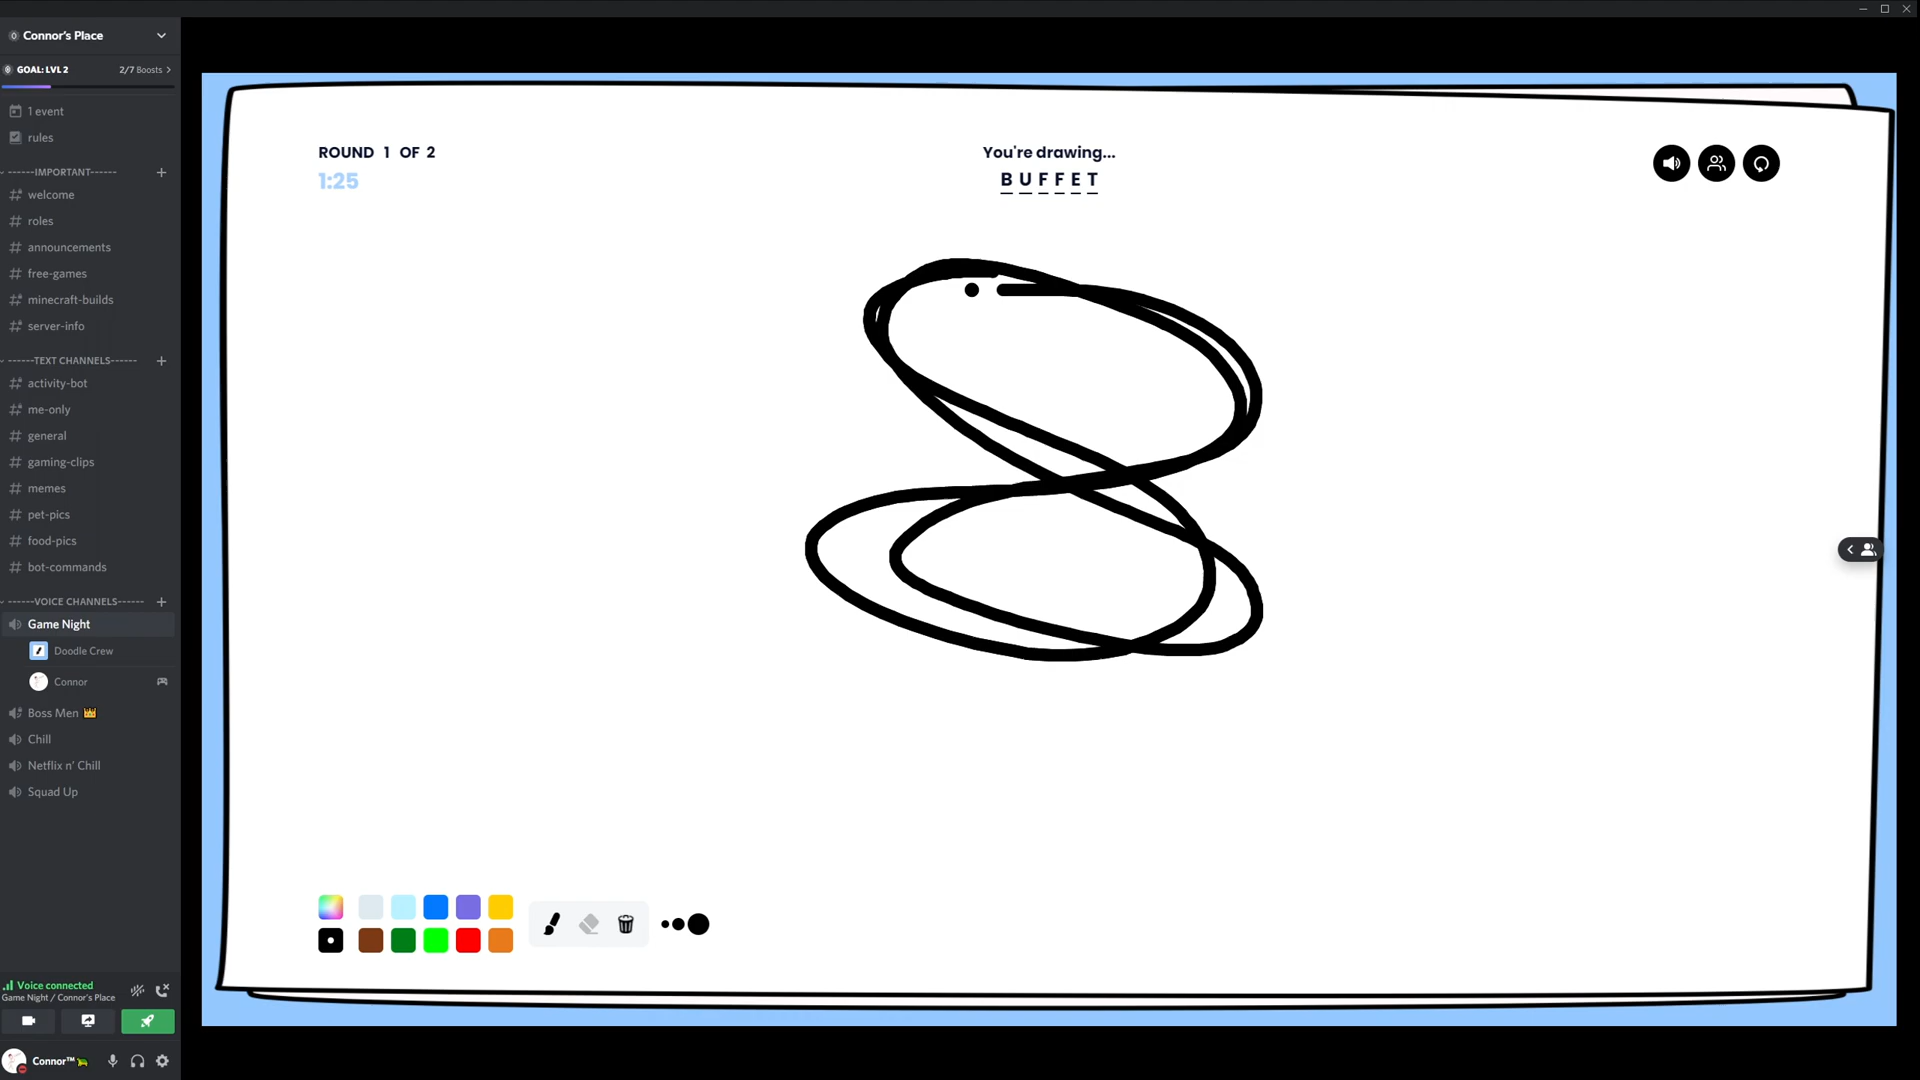 Connor's Place
GOAL: LVL 2 2/7 Boosts
1 event
rules
------IMPORTANT------
welcome
roles
announcements
free-games
minecraft-builds
server-info
------TEXT CHANNELS------
activity-bot
me-only
general
gaming-clips
memes
pet-pics
food-pics
bot-commands
------VOICE CHANNELS------
Game Night
Doodle Crew
Connor
Boss Men 👑
Chill
Netflix n' Chill
Squad Up
Voice connected
Game Night / Connor's Place
Connor™🐢
ROUND 1 OF 2
1:25
You're drawing...
BUFFET